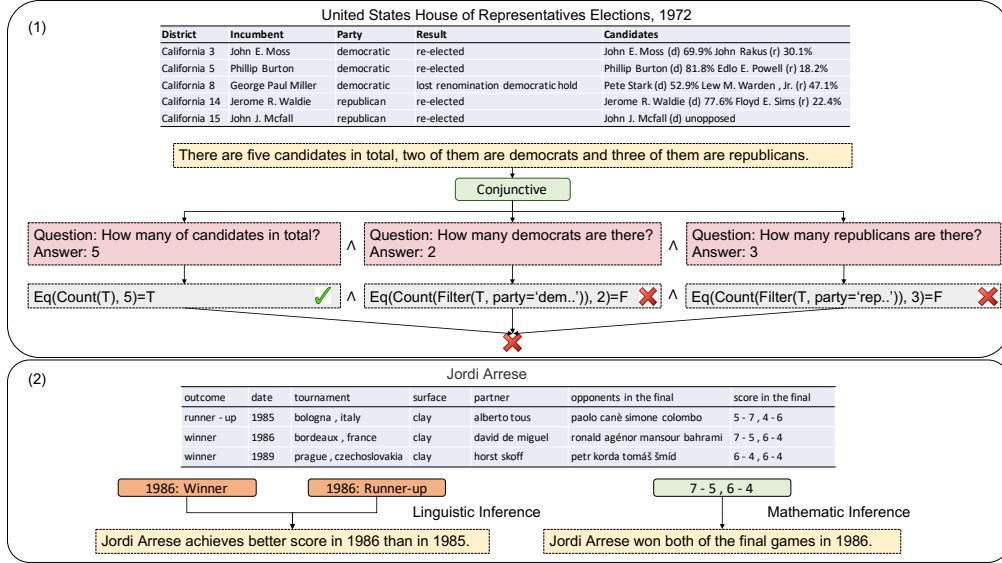 (1)
United States House of Representatives Elections, 1972
District Incumbent Party Result Candidates
California 3 John E. Moss democratic re-elected John E. Moss (d) 69.9% John Rakus (r) 30.1%
California 5 Phillip Burton democratic re-elected Phillip Burton (d) 81.8% Edlo E. Powell (r) 18.2%
California 8 George Paul Miller democratic lost renomination democratic hold Pete Stark (d) 52.9% Lew M. Warden , Jr. (r) 47.1%
California 14 Jerome R. Waldie republican re-elected Jerome R. Waldie (d) 77.6% Floyd E. Sims (r) 22.4%
California 15 John J. Mcfall republican re-elected John J. Mcfall (d) unopposed
There are five candidates in total, two of them are democrats and three of them are republicans.
Conjunctive
Question: How many of candidates in total?
Answer: 5
∧
Question: How many democrats are there?
Answer: 2
∧
Question: How many republicans are there?
Answer: 3
Eq(Count(T), 5)=T
∧
Eq(Count(Filter(T, party=‘dem..’)), 2)=F
∧
Eq(Count(Filter(T, party=‘rep..’)), 3)=F
(2)
Jordi Arrese
outcome date tournament surface partner opponents in the final score in the final
runner - up 1985 bologna , italy clay alberto tous paolo canè simone colombo 5 - 7 , 4 - 6
winner 1986 bordeaux , france clay david de miguel ronald agénor mansour bahrami 7 - 5 , 6 - 4
winner 1989 prague , czechoslovakia clay horst skoff petr korda tomáš šmíd 6 - 4 , 6 - 4
1986: Winner
1986: Runner-up
7 - 5 , 6 - 4
Linguistic Inference
Mathematic Inference
Jordi Arrese achieves better score in 1986 than in 1985.
Jordi Arrese won both of the final games in 1986.